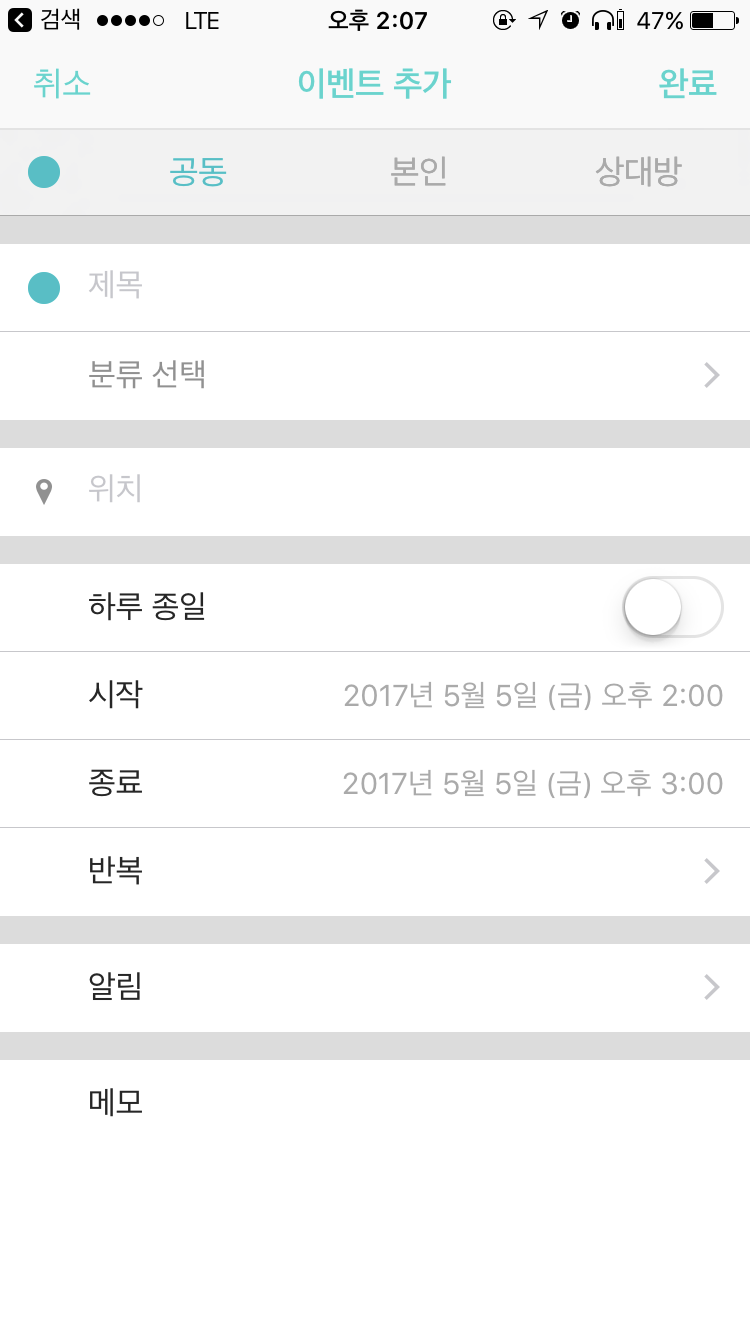 검색 LTE 오후 2:07 47%
취소 이벤트 추가 완료
공동 본인 상대방
제목
분류 선택
위치
하루 종일
시작 2017년 5월 5일 (금) 오후 2:00
종료 2017년 5월 5일 (금) 오후 3:00
반복
알림
메모